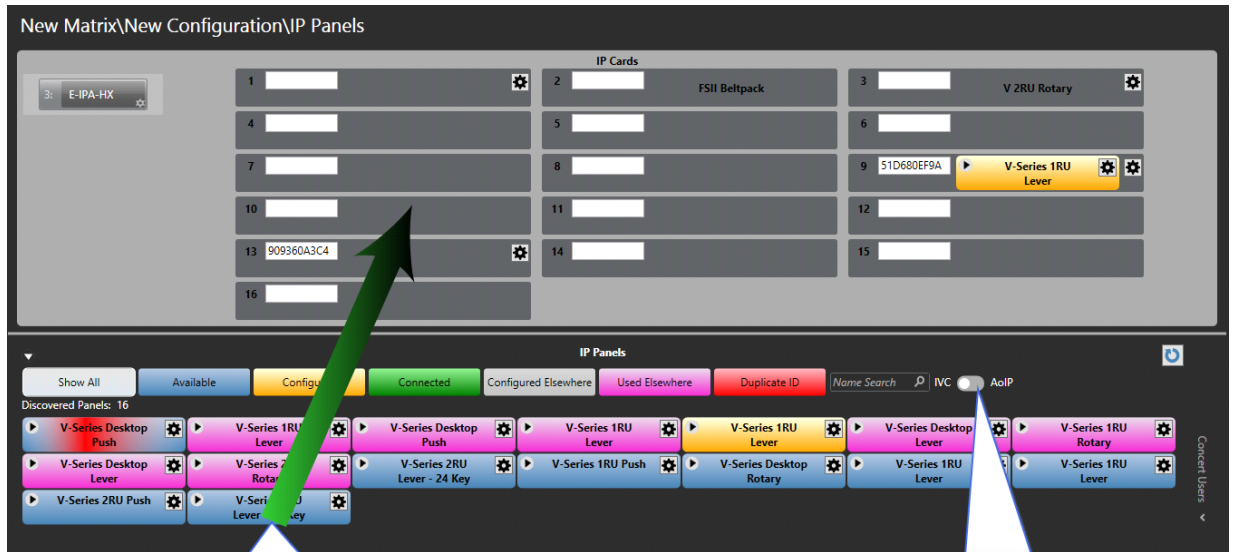 New Matrix\New Configuration\IP Panels
IP Cards
3: E-IPA-HX
1
2 FSII Beltpack
3 V 2RU Rotary
4
5
6
7
8
9 51D680EF9A V-Series 1RU
Lever
10
11
12
13 909360A3C4
14
15
16
IP Panels
Show All Available Connected Configured Elsewhere Used Elsewhere Duplicate ID Name Search IVC AoIP
Discovered Panels: 16
V-Series Desktop
Push
V-Series 1RU
Lever
V-Series Desktop
Push
V-Series 1RU
Lever
V-Series 1RU
Lever
V-Series Desktop
Lever
V-Series 1RU
Rotary
V-Series Desktop
Lever
V-Series
V-Series 2RU
Lever - 24 Key
V-Series 1RU Push
V-Series Desktop
Rotary
V-Series 1RU
Lever
V-Series 1RU
Lever
V-Series 2RU Push
Lever
Concert Users